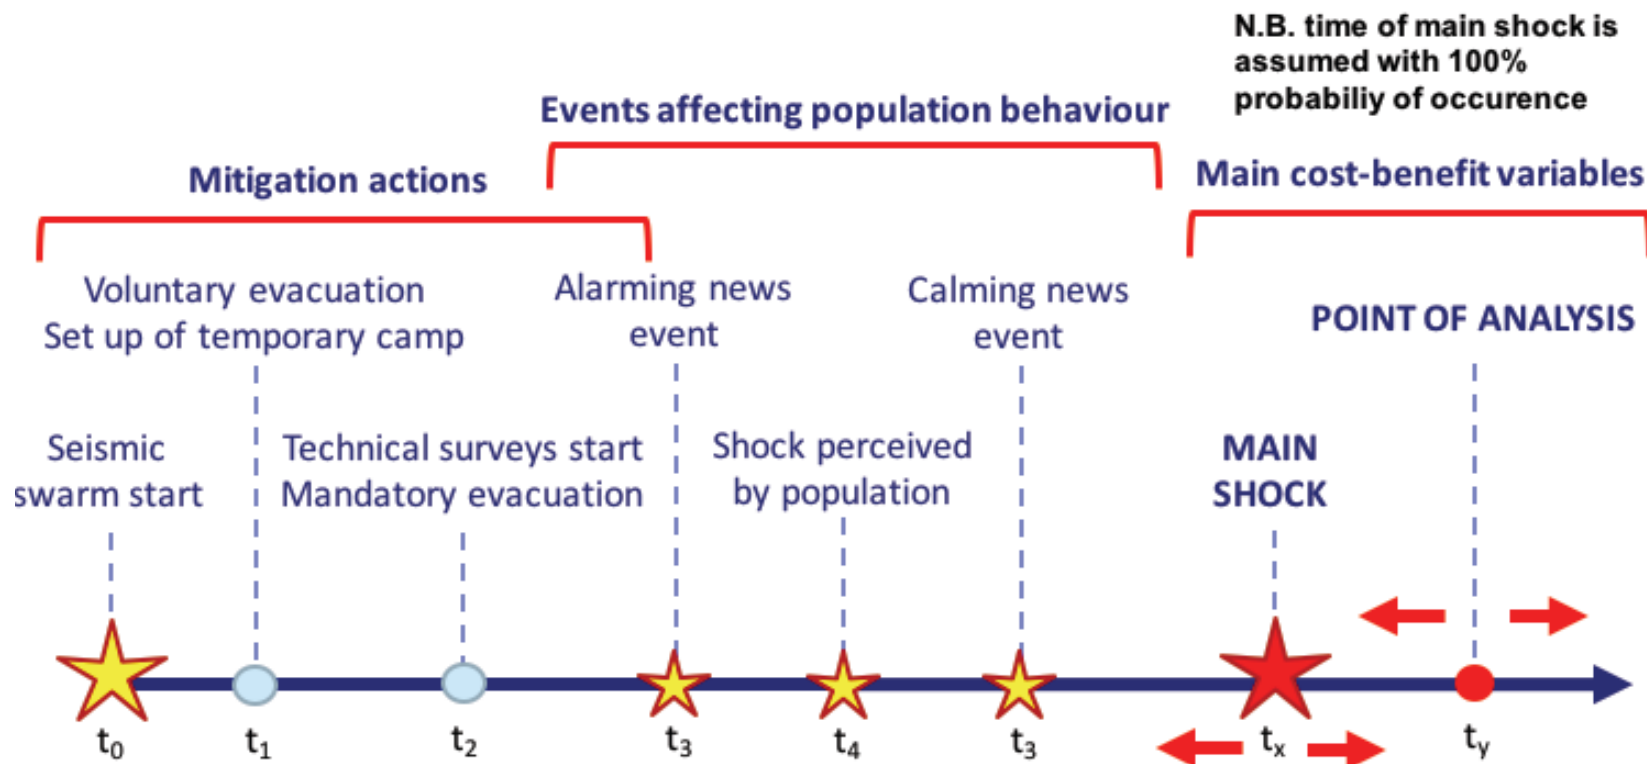 N.B. time of main shock is
assumed with 100%
probabiliy of occurence
Events affecting population behaviour
Mitigation actions
Main cost-benefit variables
Voluntary evacuation
Set up of temporary camp
Alarming news
event
Calming news
event
POINT OF ANALYSIS
Seismic
swarm start
Technical surveys start
Mandatory evacuation
Shock perceived
by population
MAIN
SHOCK
t0
t1
t2
t3
t4
t3
tx
ty